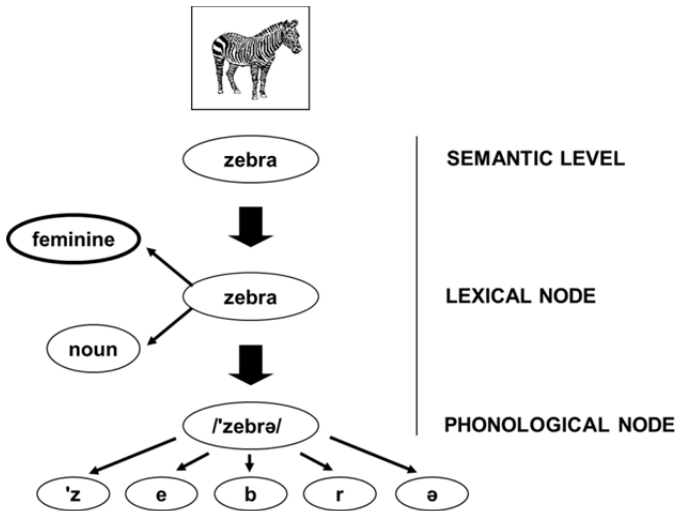 zebra
SEMANTIC LEVEL
feminine
zebra
LEXICAL NODE
noun
/'zebrə/
PHONOLOGICAL NODE
'z
e
b
r
ə